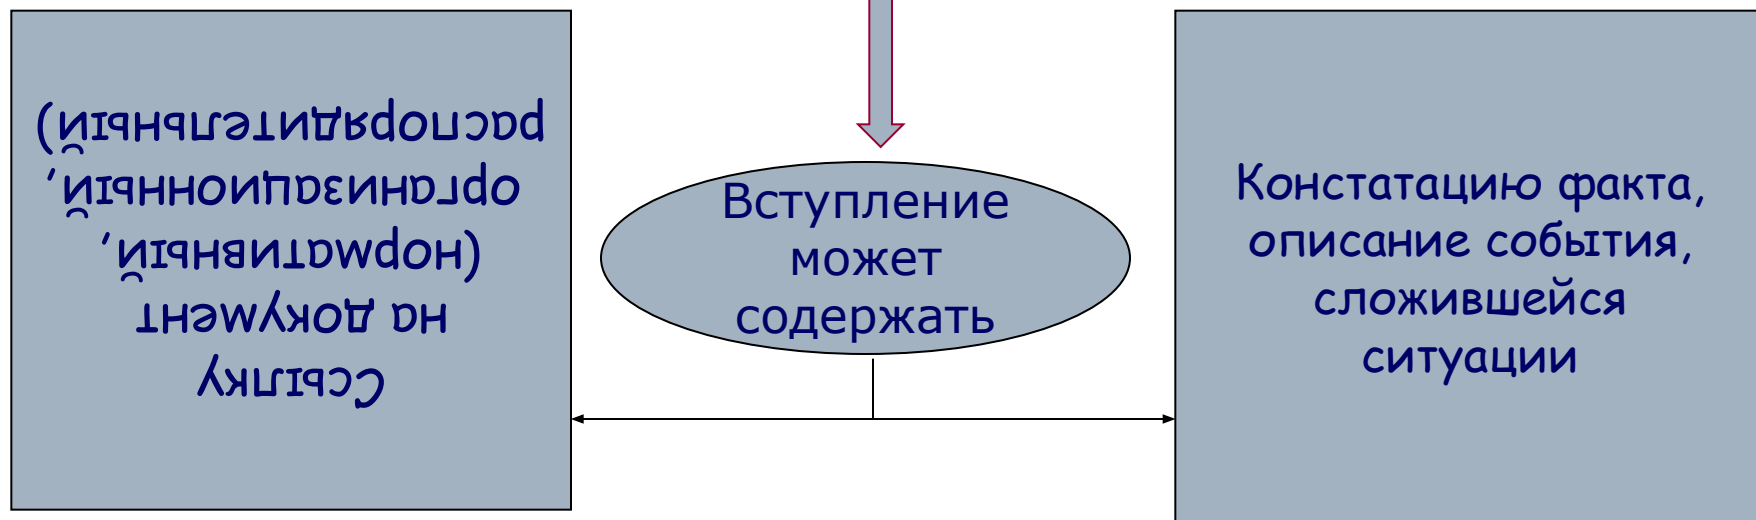 Ссылку
на документ
(нормативный,
организационный,
распорядительный)
Вступление
может
содержать
Констатацию факта,
описание события,
сложившейся
ситуации